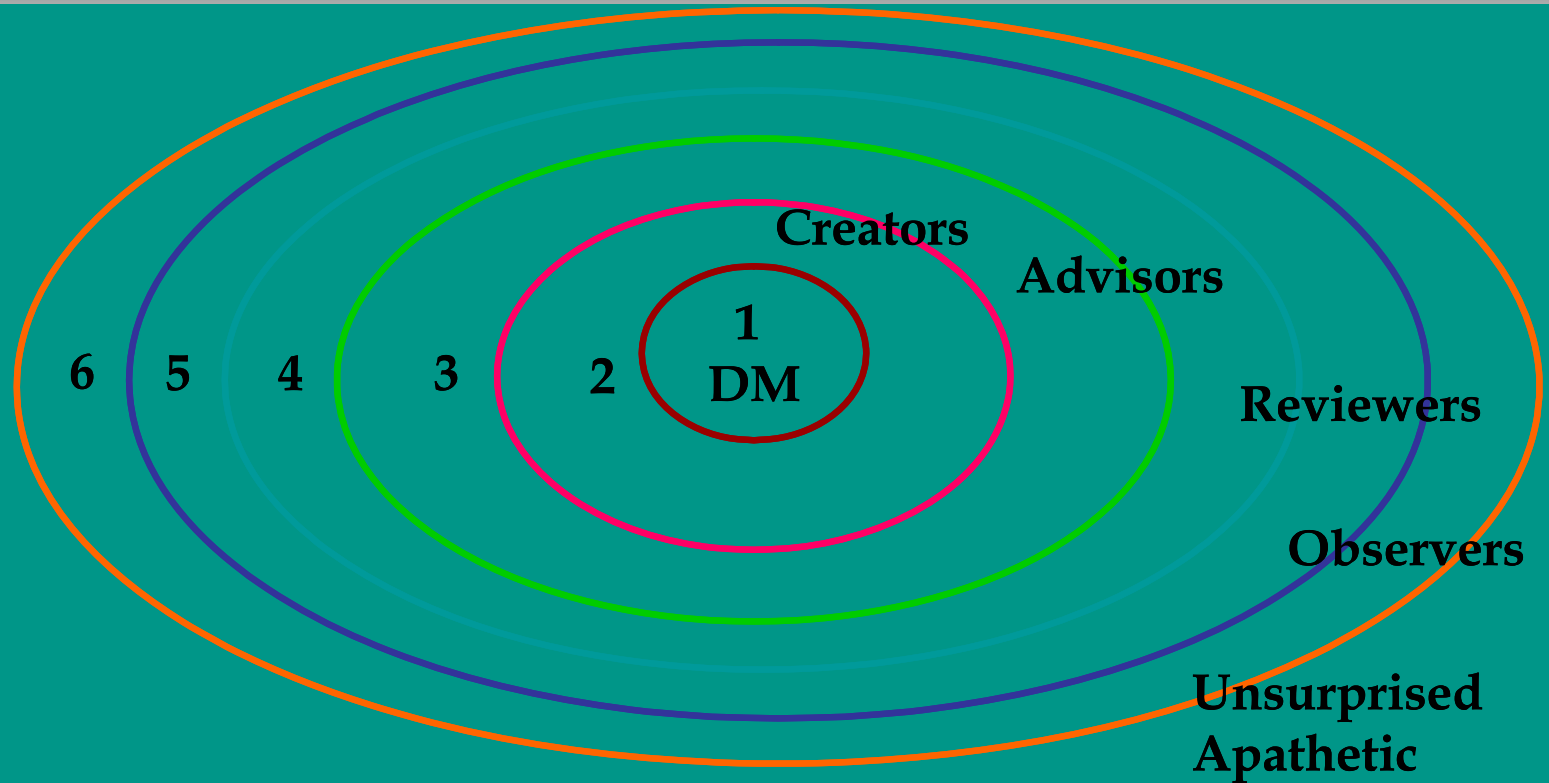 Creators
Advisors
1
DM
6 5 4 3 2
Reviewers
Observers
Unsurprised
Apathetic